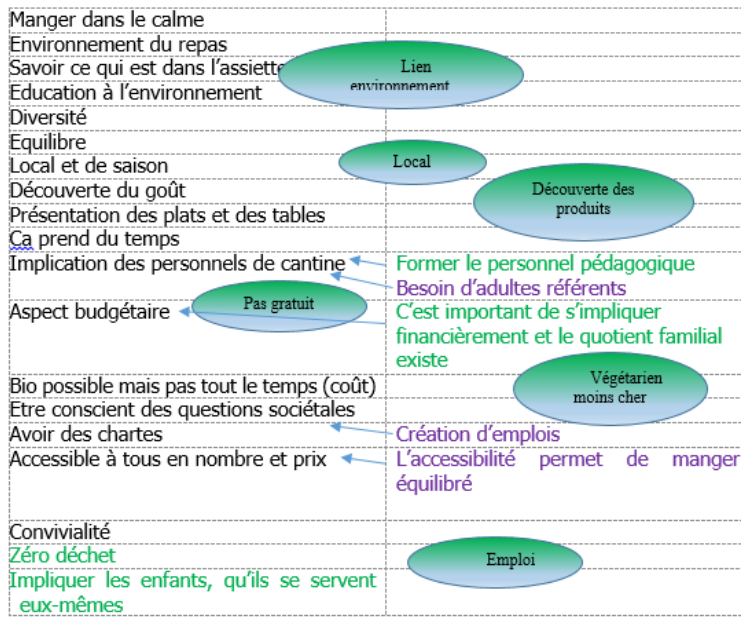 Manger dans le calme
Environnement du repas
Savoir ce qui est dans l'assiette
Lien
environnement
Education à l'environnement
Diversité
Equilibre
Local et de saison
Local
Découverte du goût
Découverte des
produits
Présentation des plats et des tables
Ca prend du temps
Implication des personnels de cantine
Former le personnel pédagogique
Besoin d'adultes référents
Aspect budgétaire
Pas gratuit
C'est important de s'impliquer
financièrement et le quotient familial
existe
Bio possible mais pas tout le temps (coût)
Végétarien
moins cher
Etre conscient des questions sociétales
Avoir des chartes
Création d'emplois
Accessible à tous en nombre et prix
L'accessibilité permet de manger
équilibré
Convivialité
Zéro déchet
Emploi
Impliquer les enfants, qu'ils se servent
eux-mêmes